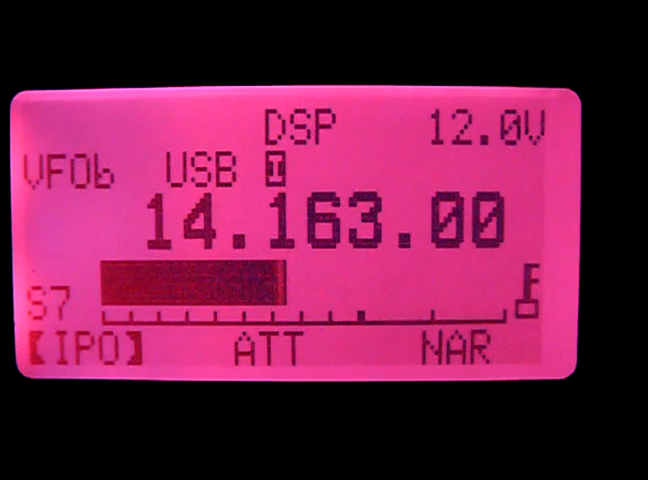 DSP 12.0V
VFOb USB I
14.163.00
S7
【IPO】 ATT NAR